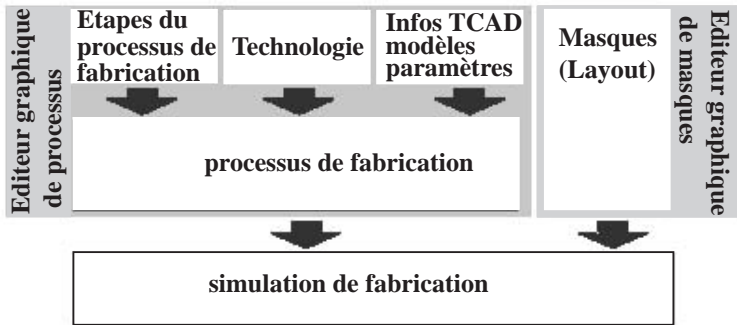 Editeur graphique
de processus
Etapes du
processus de
fabrication
Technologie
Infos TCAD
modèles
paramètres
processus de fabrication
Masques
(Layout)
Editeur graphique
de masques
simulation de fabrication